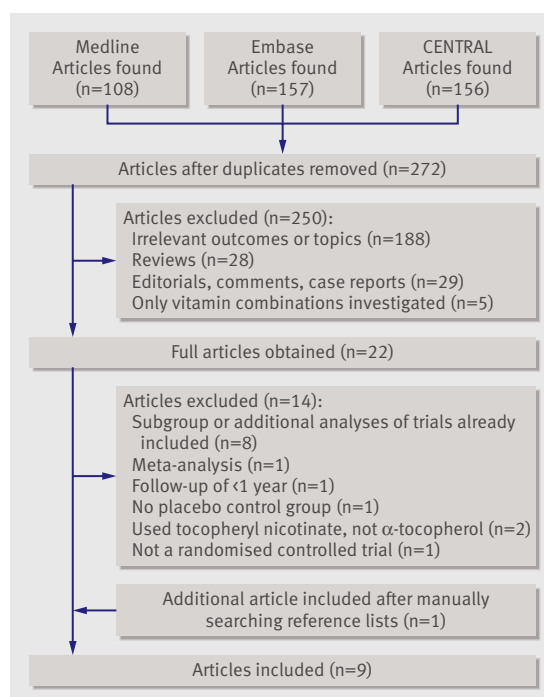 Medline
Articles found
(n=108)
Embase
Articles found
(n=157)
CENTRAL
Articles found
(n=156)
Articles after duplicates removed (n=272)
Articles excluded (n=250):
Irrelevant outcomes or topics (n=188)
Reviews (n=28)
Editorials, comments, case reports (n=29)
Only vitamin combinations investigated (n=5)
Full articles obtained (n=22)
Articles excluded (n=14):
Subgroup or additional analyses of trials already
included (n=8)
Meta-analysis (n=1)
Follow-up of <1 year (n=1)
No placebo control group (n=1)
Used tocopheryl nicotinate, not α-tocopherol (n=2)
Not a randomised controlled trial (n=1)
Additional article included after manually
searching reference lists (n=1)
Articles included (n=9)